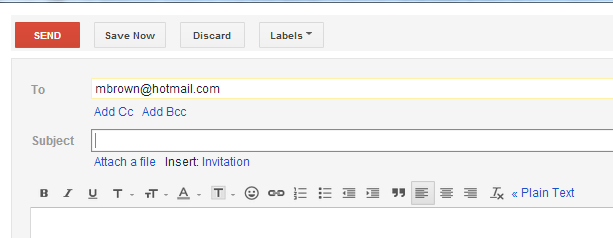 SEND Save Now Discard Labels
To mbrown@hotmail.com
Add Cc Add Bcc
Subject
Attach a file Insert: Invitation
B I U T T T A T « Plain Text